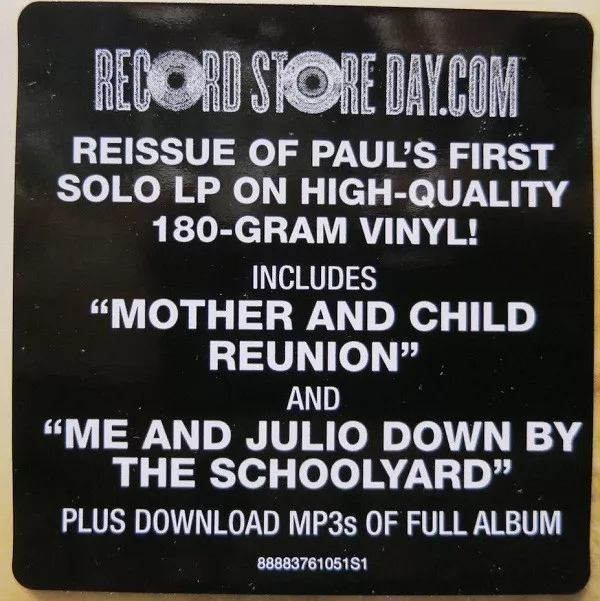 RECORD STORE DAY.COM
REISSUE OF PAUL'S FIRST
SOLO LP ON HIGH-QUALITY
180-GRAM VINYL!
INCLUDES
“MOTHER AND CHILD
REUNION”
AND
“ME AND JULIO DOWN BY
THE SCHOOLYARD”
PLUS DOWNLOAD MP3s OF FULL ALBUM
88883761051S1